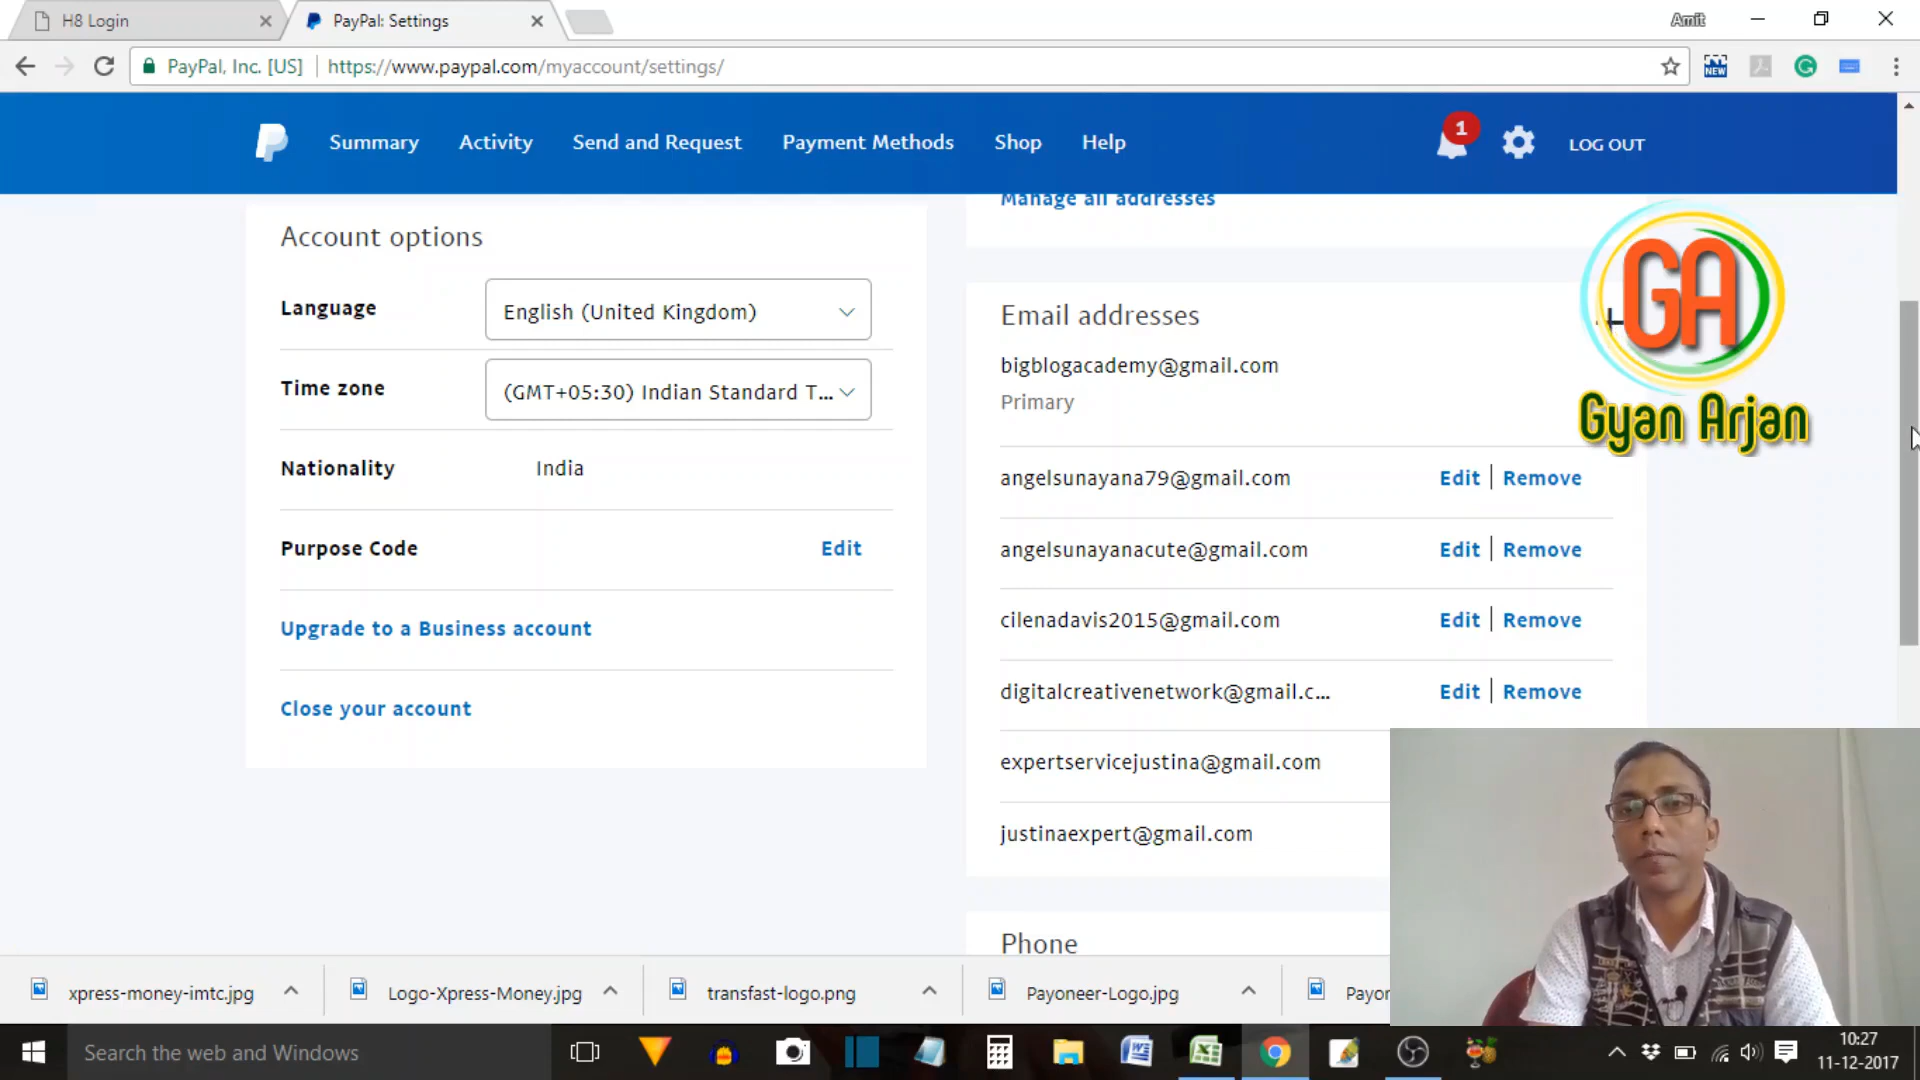 H8 Login
PayPal: Settings
Amit
PayPal, Inc. [US]
https://www.paypal.com/myaccount/settings/
NEW
Summary
Activity
Send and Request
Payment Methods
Shop
Help
1
LOG OUT
Manage all addresses
Account options
Language
English (United Kingdom)
Time zone
(GMT+05:30) Indian Standard T...
Nationality
India
Purpose Code
Edit
Upgrade to a Business account
Close your account
Email addresses
bigblogacademy@gmail.com
Primary
angelsunayana79@gmail.com
Edit | Remove
angelsunayanacute@gmail.com
Edit | Remove
cilenadavis2015@gmail.com
Edit | Remove
digitalcreativenetwork@gmail.c...
Edit | Remove
expertservicejustina@gmail.com
justinaexpert@gmail.com
Phone
GA
Gyan Arjan
xpress-money-imtc.jpg
Logo-Xpress-Money.jpg
transfast-logo.png
Payoneer-Logo.jpg
Payor
Search the web and Windows
10:27
11-12-2017